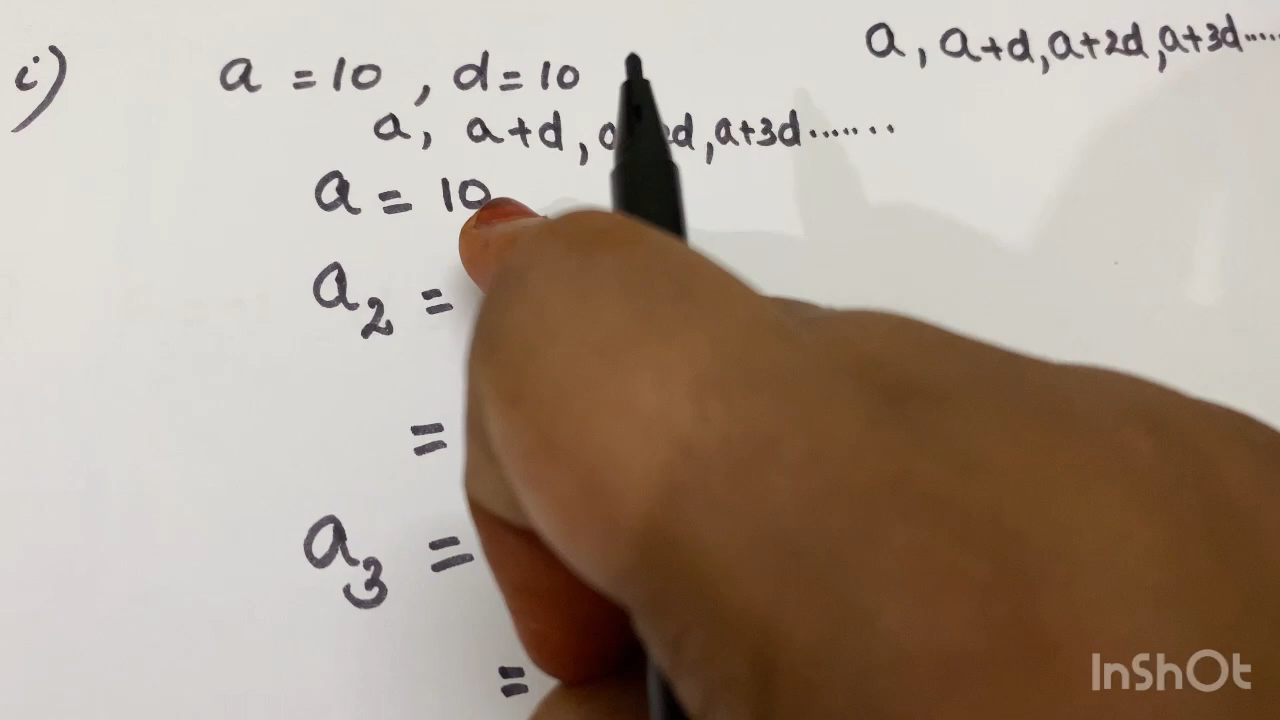 i) a = 10 , d = 10
a, a+d, a+2d, a+3d.....
a, a+d, d, a+3d.......
a = 10
a2 =
=
a3 =
=
InShOt